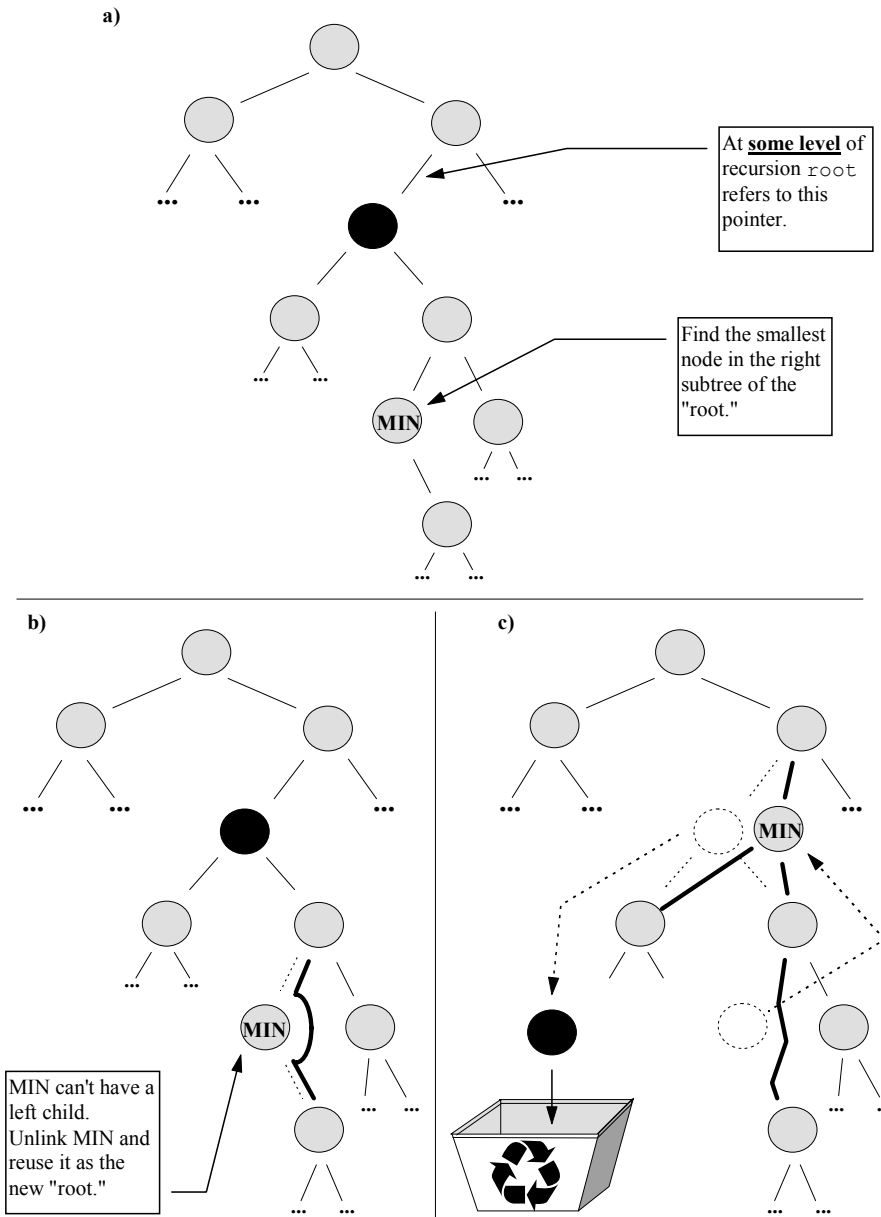 a)
At some level of
recursion root
refers to this
pointer.
... ... ...
Find the smallest
node in the right
subtree of the
"root."
... ...
MIN
... ...
... ...
b)
... ... ...
... ...
MIN
MIN can't have a
left child.
Unlink MIN and
reuse it as the
new "root."
... ...
... ...
c)
... ... ...
MIN
... ...
... ...